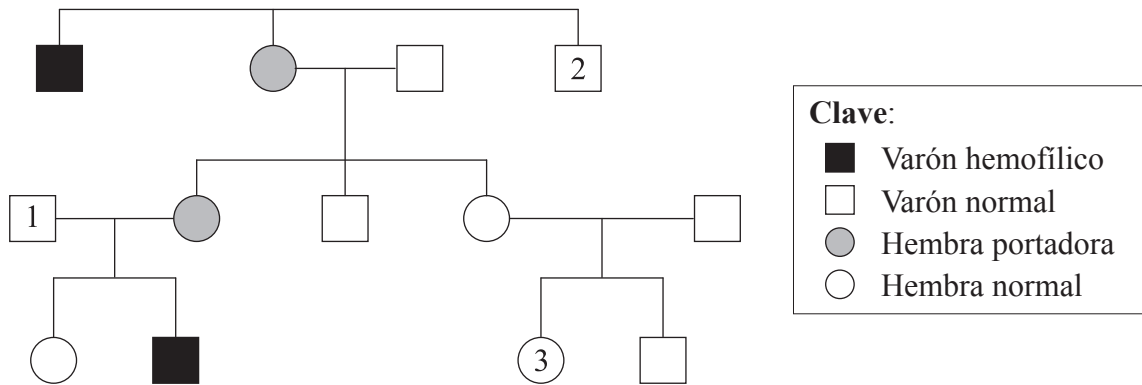 2
Clave:
Varón hemofílico
Varón normal
Hembra portadora
Hembra normal
1
3